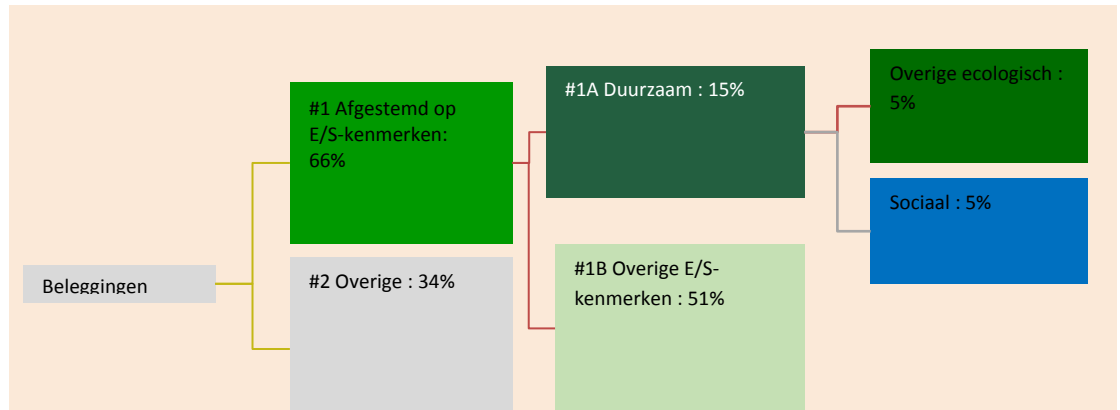 Beleggingen
#1 Afgestemd op
E/S-kenmerken:
66%
#2 Overige : 34%
#1A Duurzaam : 15%
#1B Overige E/S-
kenmerken : 51%
Overige ecologisch :
5%
Sociaal : 5%